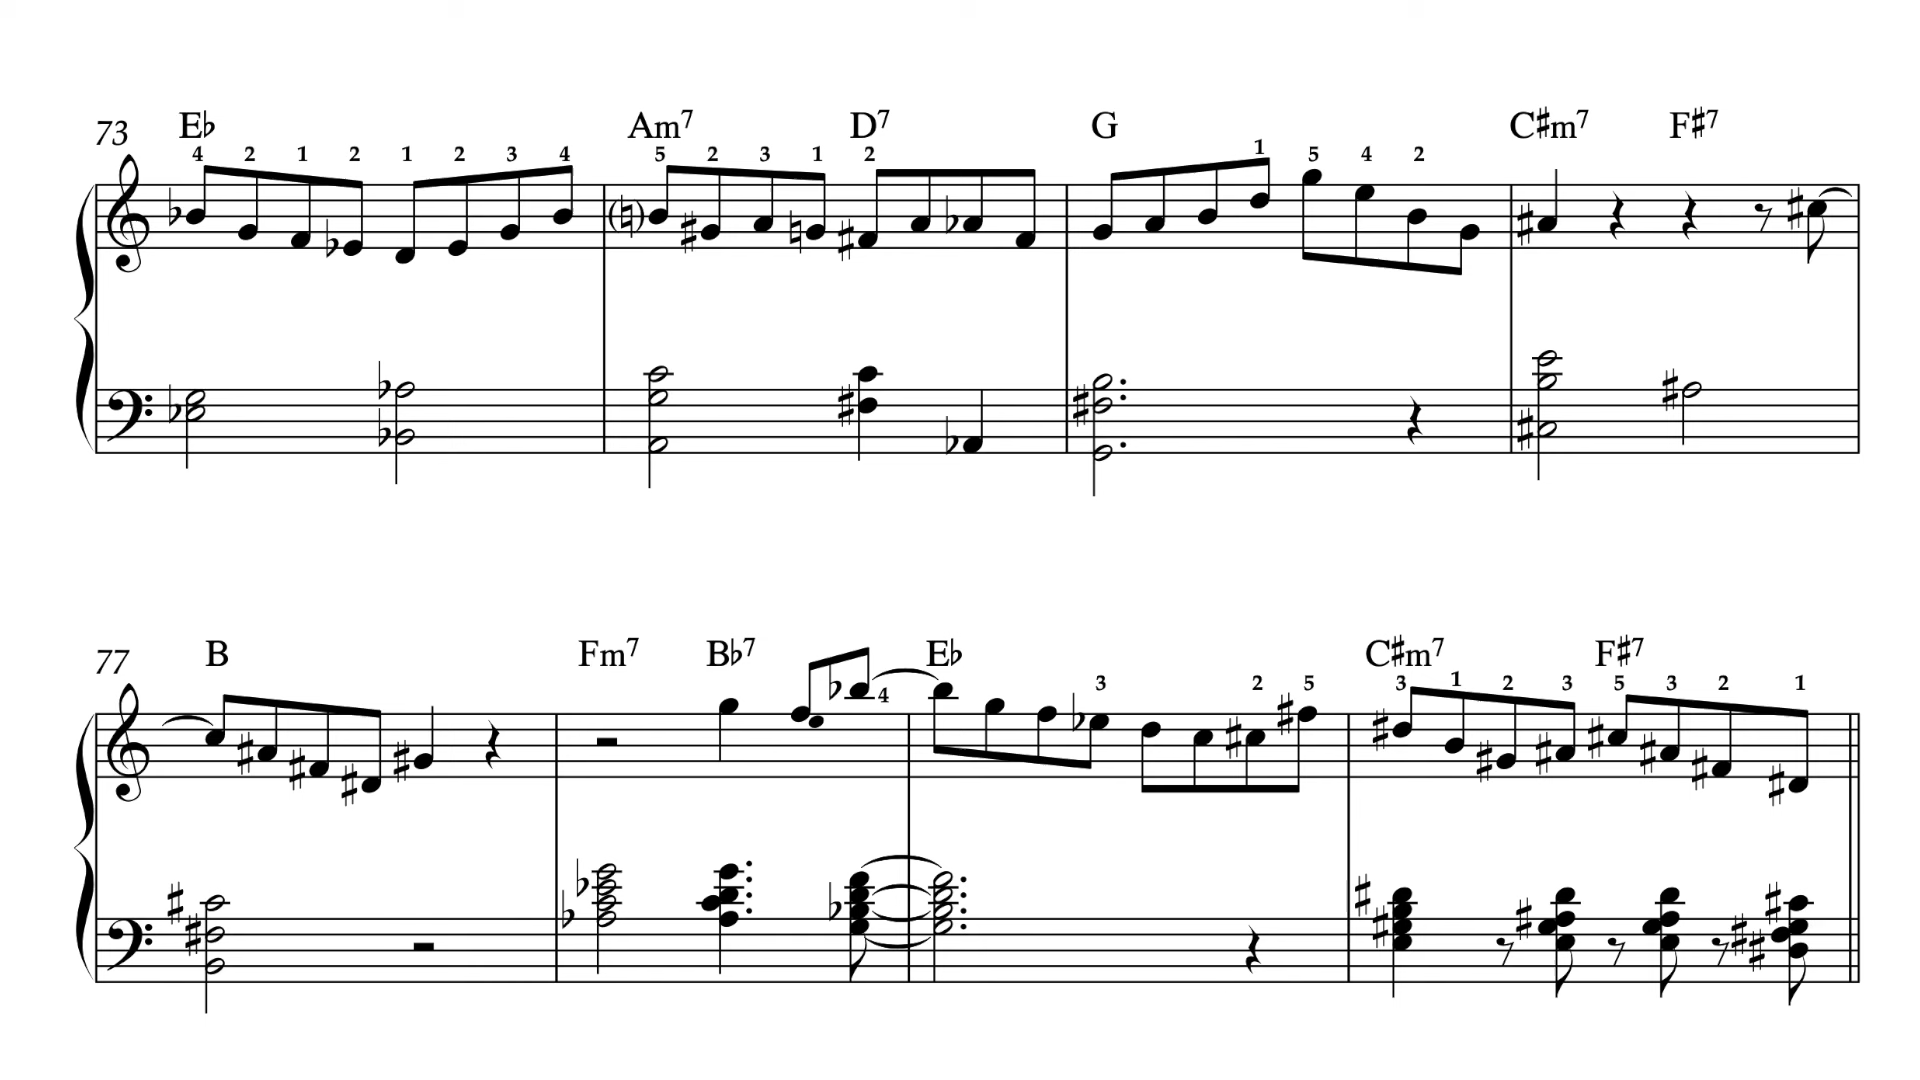 73 E♭ Am7 D7 G C♯m7 F♯7
4 2 1 2 1 2 3 4 5 2 3 1 2 1 5 4 2
77 B Fm7 B♭7 E♭ C♯m7 F♯7
4 3 2 5 3 1 2 3 5 3 2 1